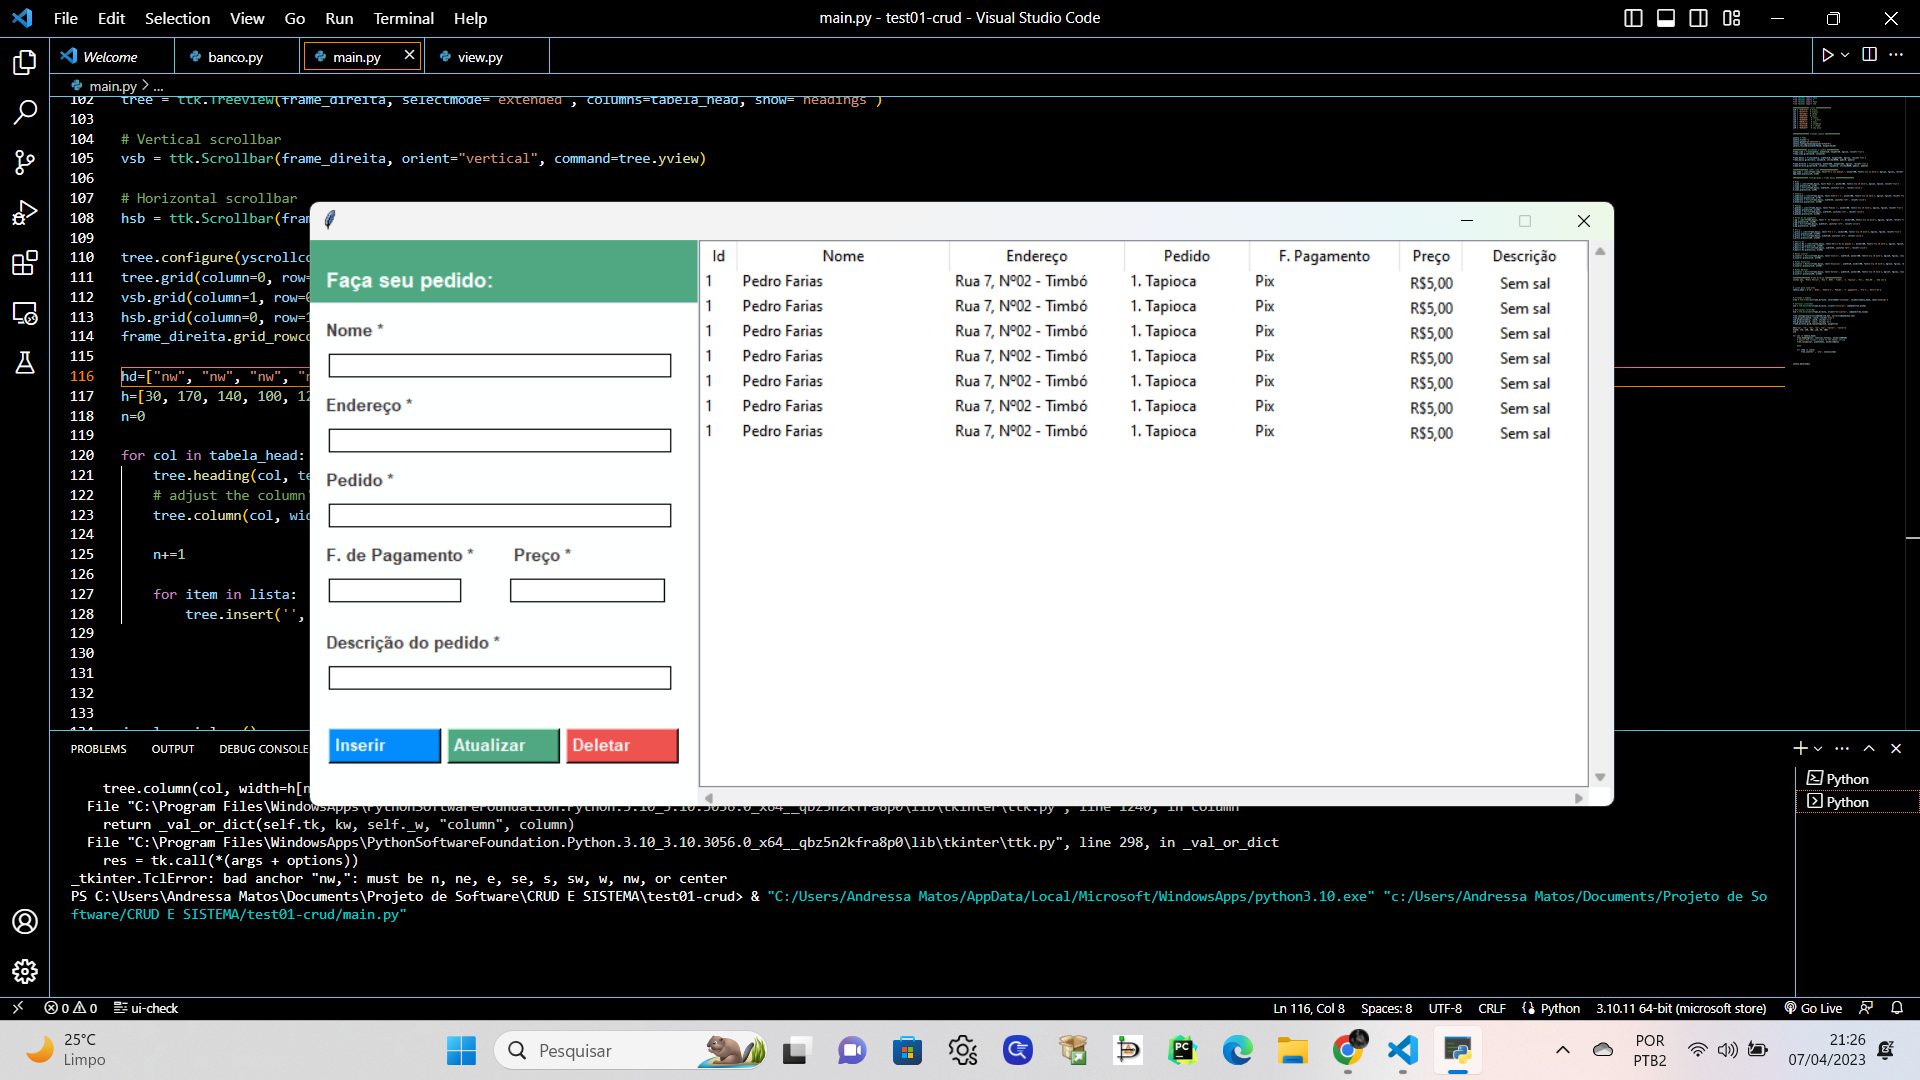 File Edit Selection View Go Run Terminal Help
main.py - test01-crud - Visual Studio Code
Welcome
banco.py
main.py
view.py
main.py > ...
102 tree = ttk.Treeview(frame_direita, selectmode="extended", columns=tabela_head, show="headings")
103
104 # Vertical scrollbar
105 vsb = ttk.Scrollbar(frame_direita, orient="vertical", command=tree.yview)
106
107 # Horizontal scrollbar
108 hsb = ttk.Scrollbar(
109
110 tree.configure(
111 tree.grid(column=0,
112 vsb.grid(column=1,
113 hsb.grid(column=0,
114
115
116 hd=["nw", "nw", "nw",
117 h=[30, 170, 140, 100,
118 n=0
119
120 for col in tabela_head:
121 tree.heading(col,
122 # adjust the column
123 tree.column(col,
124
125 n+=1
126
127 for item in lista:
128 tree.insert('',
129
130
131
132
133
Faça seu pedido:
Nome *
Endereço *
Pedido *
F. de Pagamento * Preço *
Descrição do pedido *
Inserir Atualizar Deletar
Id Nome Endereço Pedido F. Pagamento Preço Descrição
1 Pedro Farias Rua 7, Nº02 - Timbó 1. Tapioca Pix R$5,00 Sem sal
1 Pedro Farias Rua 7, Nº02 - Timbó 1. Tapioca Pix R$5,00 Sem sal
1 Pedro Farias Rua 7, Nº02 - Timbó 1. Tapioca Pix R$5,00 Sem sal
1 Pedro Farias Rua 7, Nº02 - Timbó 1. Tapioca Pix R$5,00 Sem sal
1 Pedro Farias Rua 7, Nº02 - Timbó 1. Tapioca Pix R$5,00 Sem sal
1 Pedro Farias Rua 7, Nº02 - Timbó 1. Tapioca Pix R$5,00 Sem sal
1 Pedro Farias Rua 7, Nº02 - Timbó 1. Tapioca Pix R$5,00 Sem sal
PROBLEMS OUTPUT DEBUG CONSOLE
Python
Python
tree.column(col, width=h[n
File "C:\Program Files\WindowsApps\PythonSoftwareFoundation.Python.3.10_3.10.3056.0_x64__qbz5n2kfra8p0\lib\tkinter\ttk.py", line 1246, in column
return _val_or_dict(self.tk, kw, self._w, "column", column)
File "C:\Program Files\WindowsApps\PythonSoftwareFoundation.Python.3.10_3.10.3056.0_x64__qbz5n2kfra8p0\lib\tkinter\ttk.py", line 298, in _val_or_dict
res = tk.call(*(args + options))
_tkinter.TclError: bad anchor "nw,": must be n, ne, e, se, s, sw, w, nw, or center
PS C:\Users\Andressa Matos\Documents\Projeto de Software\CRUD E SISTEMA\test01-crud> & "C:/Users/Andressa Matos/AppData/Local/Microsoft/WindowsApps/python3.10.exe" "c:/Users/Andressa Matos/Documents/Projeto de So
ftware/CRUD E SISTEMA/test01-crud/main.py"
0 0 ui-check
Ln 116, Col 8 Spaces: 8 UTF-8 CRLF Python 3.10.11 64-bit (microsoft store) Go Live
25°C
Limpo
Pesquisar
PC
POR
PTB2
21:26
07/04/2023